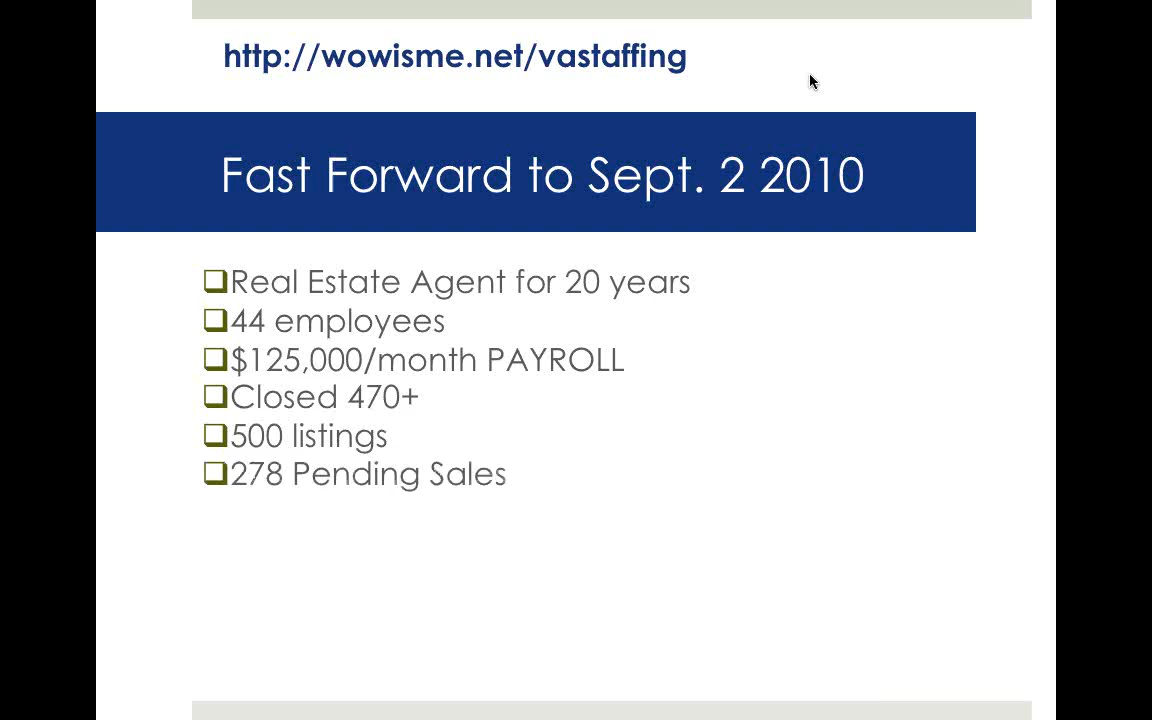 http://wowisme.net/vastaffing
Fast Forward to Sept. 2 2010
Real Estate Agent for 20 years
44 employees
$125,000/month PAYROLL
Closed 470+
500 listings
278 Pending Sales